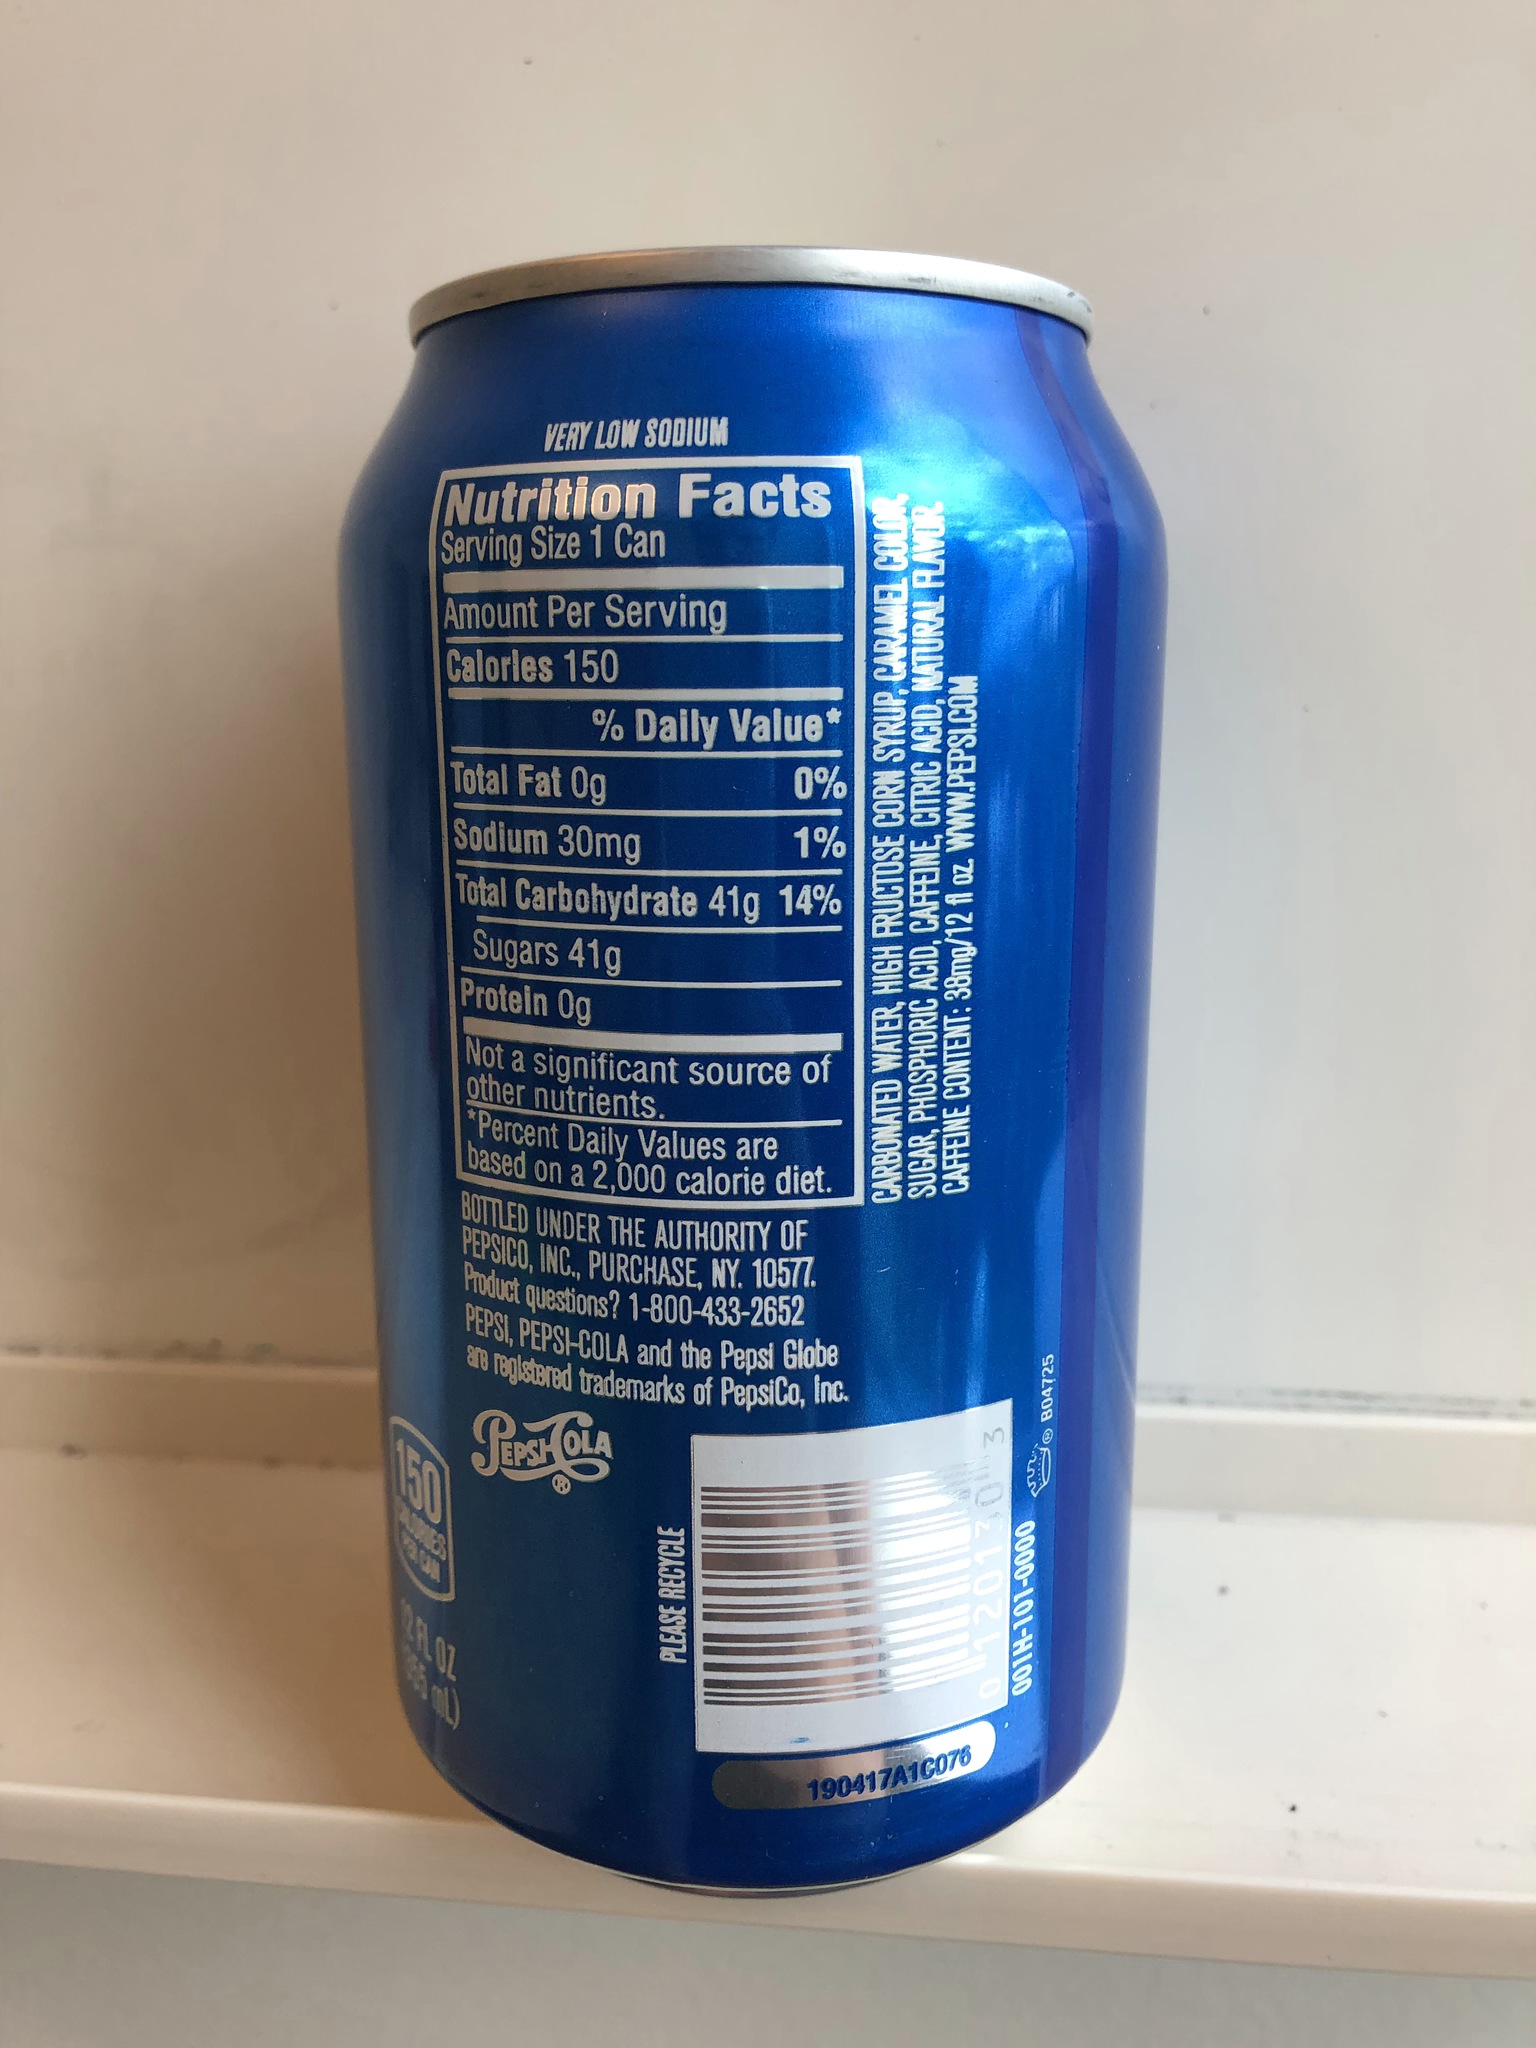 VERY LOW SODIUM
Nutrition Facts
Serving Size 1 Can
Amount Per Serving
Calories 150
% Daily Value*
Total Fat 0g 0%
Sodium 30mg 1%
Total Carbohydrate 41g 14%
Sugars 41g
Protein 0g
Not a significant source of
other nutrients.
*Percent Daily Values are
based on a 2,000 calorie diet.
CARBONATED WATER, HIGH FRUCTOSE CORN SYRUP, CARAMEL COLOR,
SUGAR, PHOSPHORIC ACID, CAFFEINE, CITRIC ACID, NATURAL FLAVOR.
CAFFEINE CONTENT: 38mg/12 fl oz. WWW.PEPSI.COM
BOTTLED UNDER THE AUTHORITY OF
PEPSICO, INC., PURCHASE, NY. 10577.
Product questions? 1-800-433-2652
PEPSI, PEPSI-COLA and the Pepsi Globe
are registered trademarks of PepsiCo, Inc.
PEPSI-COLA
®
150
CALORIES
PER CAN
FL OZ
mL)
PLEASE RECYCLE
001H-101-0000
® B04725
190417A1C076